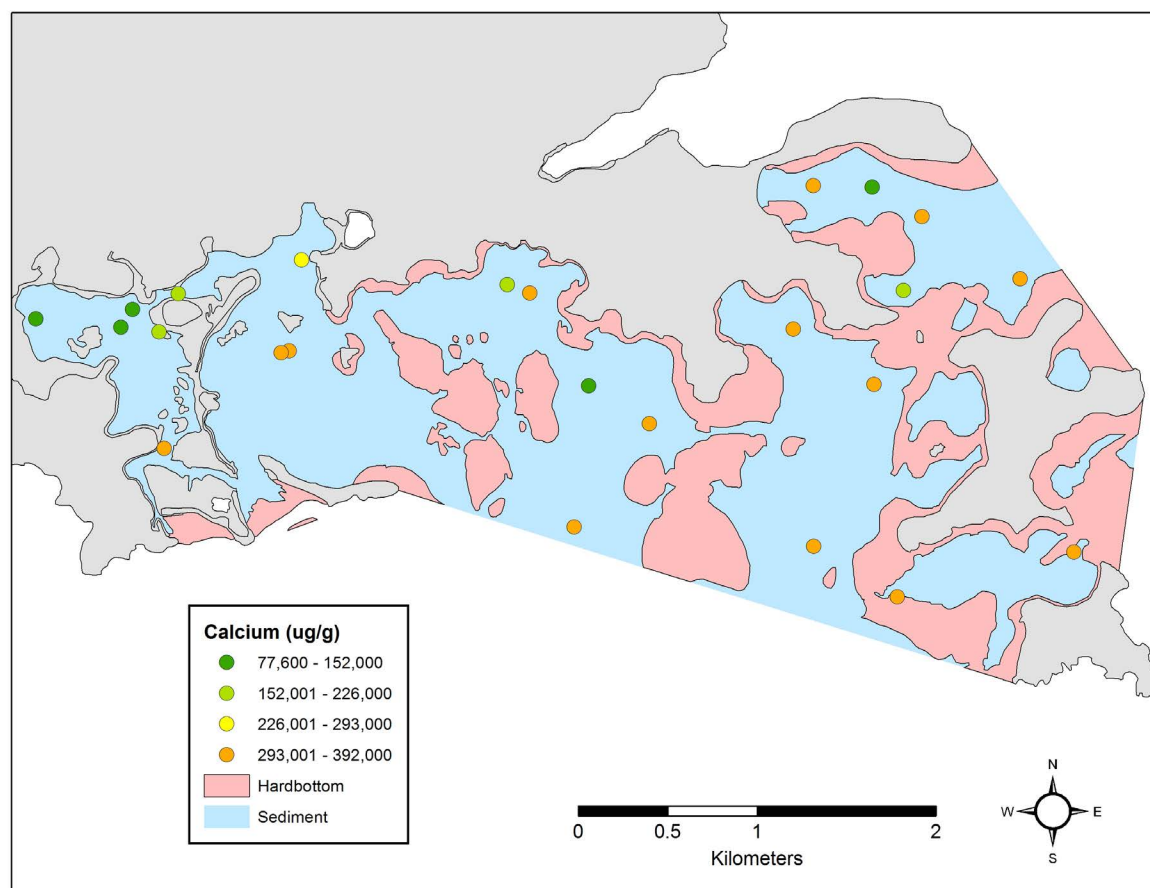 Calcium (ug/g)
77,600 - 152,000
152,001 - 226,000
226,001 - 293,000
293,001 - 392,000
Hardbottom
Sediment
0 0.5 1 2
Kilometers
N
W E
S